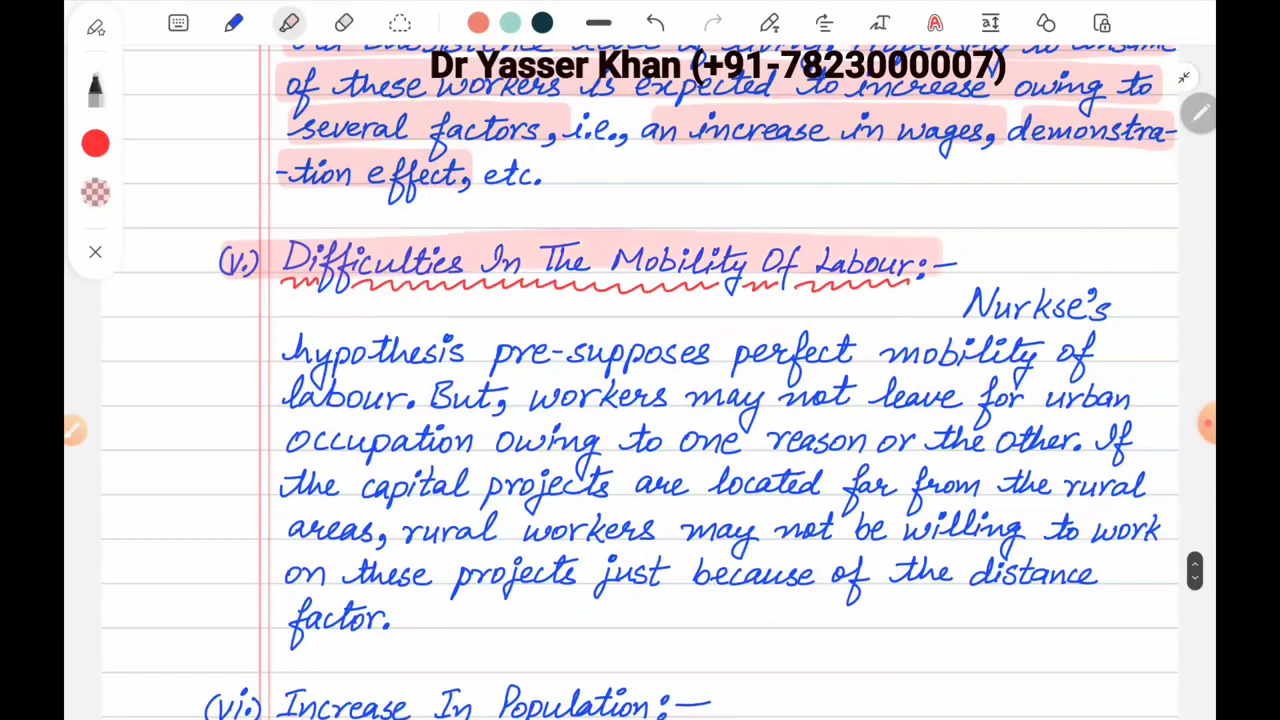 Dr Yasser Khan (+91-7823000007)
of these workers is expected to increase owing to
several factors, i.e., an increase in wages, demonstra-
-tion effect, etc.
(v.) Difficulties In The Mobility Of Labour:-
Nurkse's
hypothesis pre-supposes perfect mobility of
labour. But, workers may not leave for urban
occupation owing to one reason or the other. If
the capital projects are located far from the rural
areas, rural workers may not be willing to work
on these projects just because of the distance
factor.
(vi.) Increase In Population:-